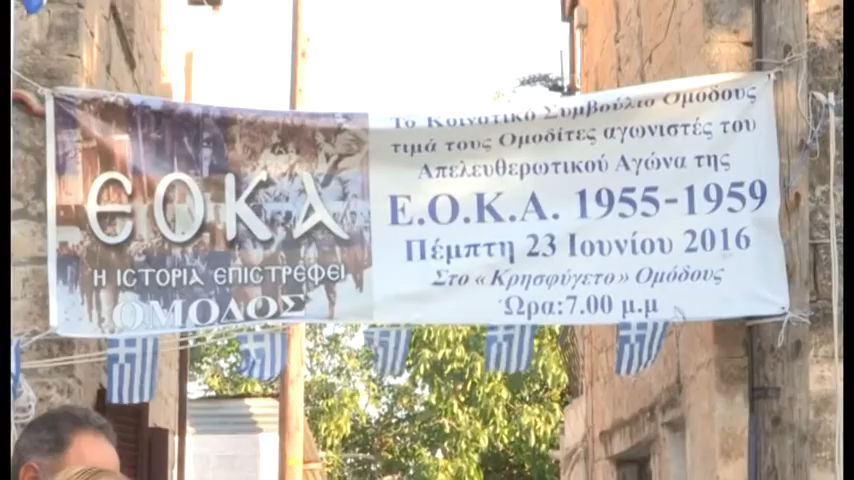 ΕΟΚΑ
Η ΙΣΤΟΡΙΑ ΕΠΙΣΤΡΕΦΕΙ
ΟΜΟΔΟΣ
Το Κοινοτικό Συμβούλιο Ομόδους
τιμά τους Ομοδίτες αγωνιστές του
Απελευθερωτικού Αγώνα της
Ε.Ο.Κ.Α. 1955-1959
Πέμπτη 23 Ιουνίου 2016
Στο «Κρησφύγετο» Ομόδους
Ώρα:7.00 μ.μ